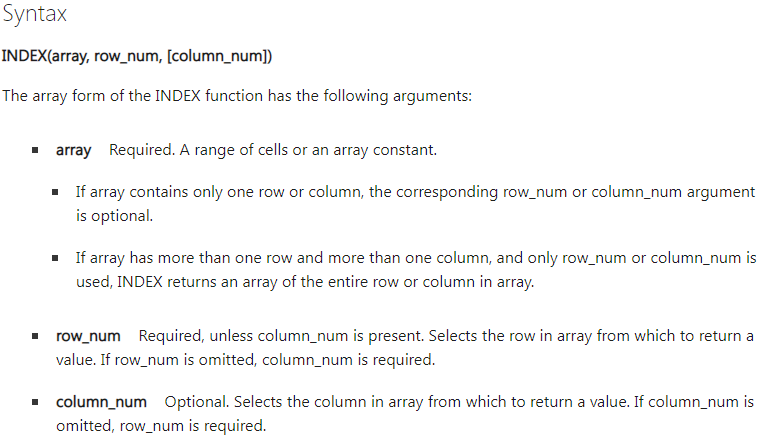 Syntax
INDEX(array, row_num, [column_num])
The array form of the INDEX function has the following arguments:
▪ array Required. A range of cells or an array constant.
▪ If array contains only one row or column, the corresponding row_num or column_num argument
is optional.
▪ If array has more than one row and more than one column, and only row_num or column_num is
used, INDEX returns an array of the entire row or column in array.
▪ row_num Required, unless column_num is present. Selects the row in array from which to return a
value. If row_num is omitted, column_num is required.
▪ column_num Optional. Selects the column in array from which to return a value. If column_num is
omitted, row_num is required.